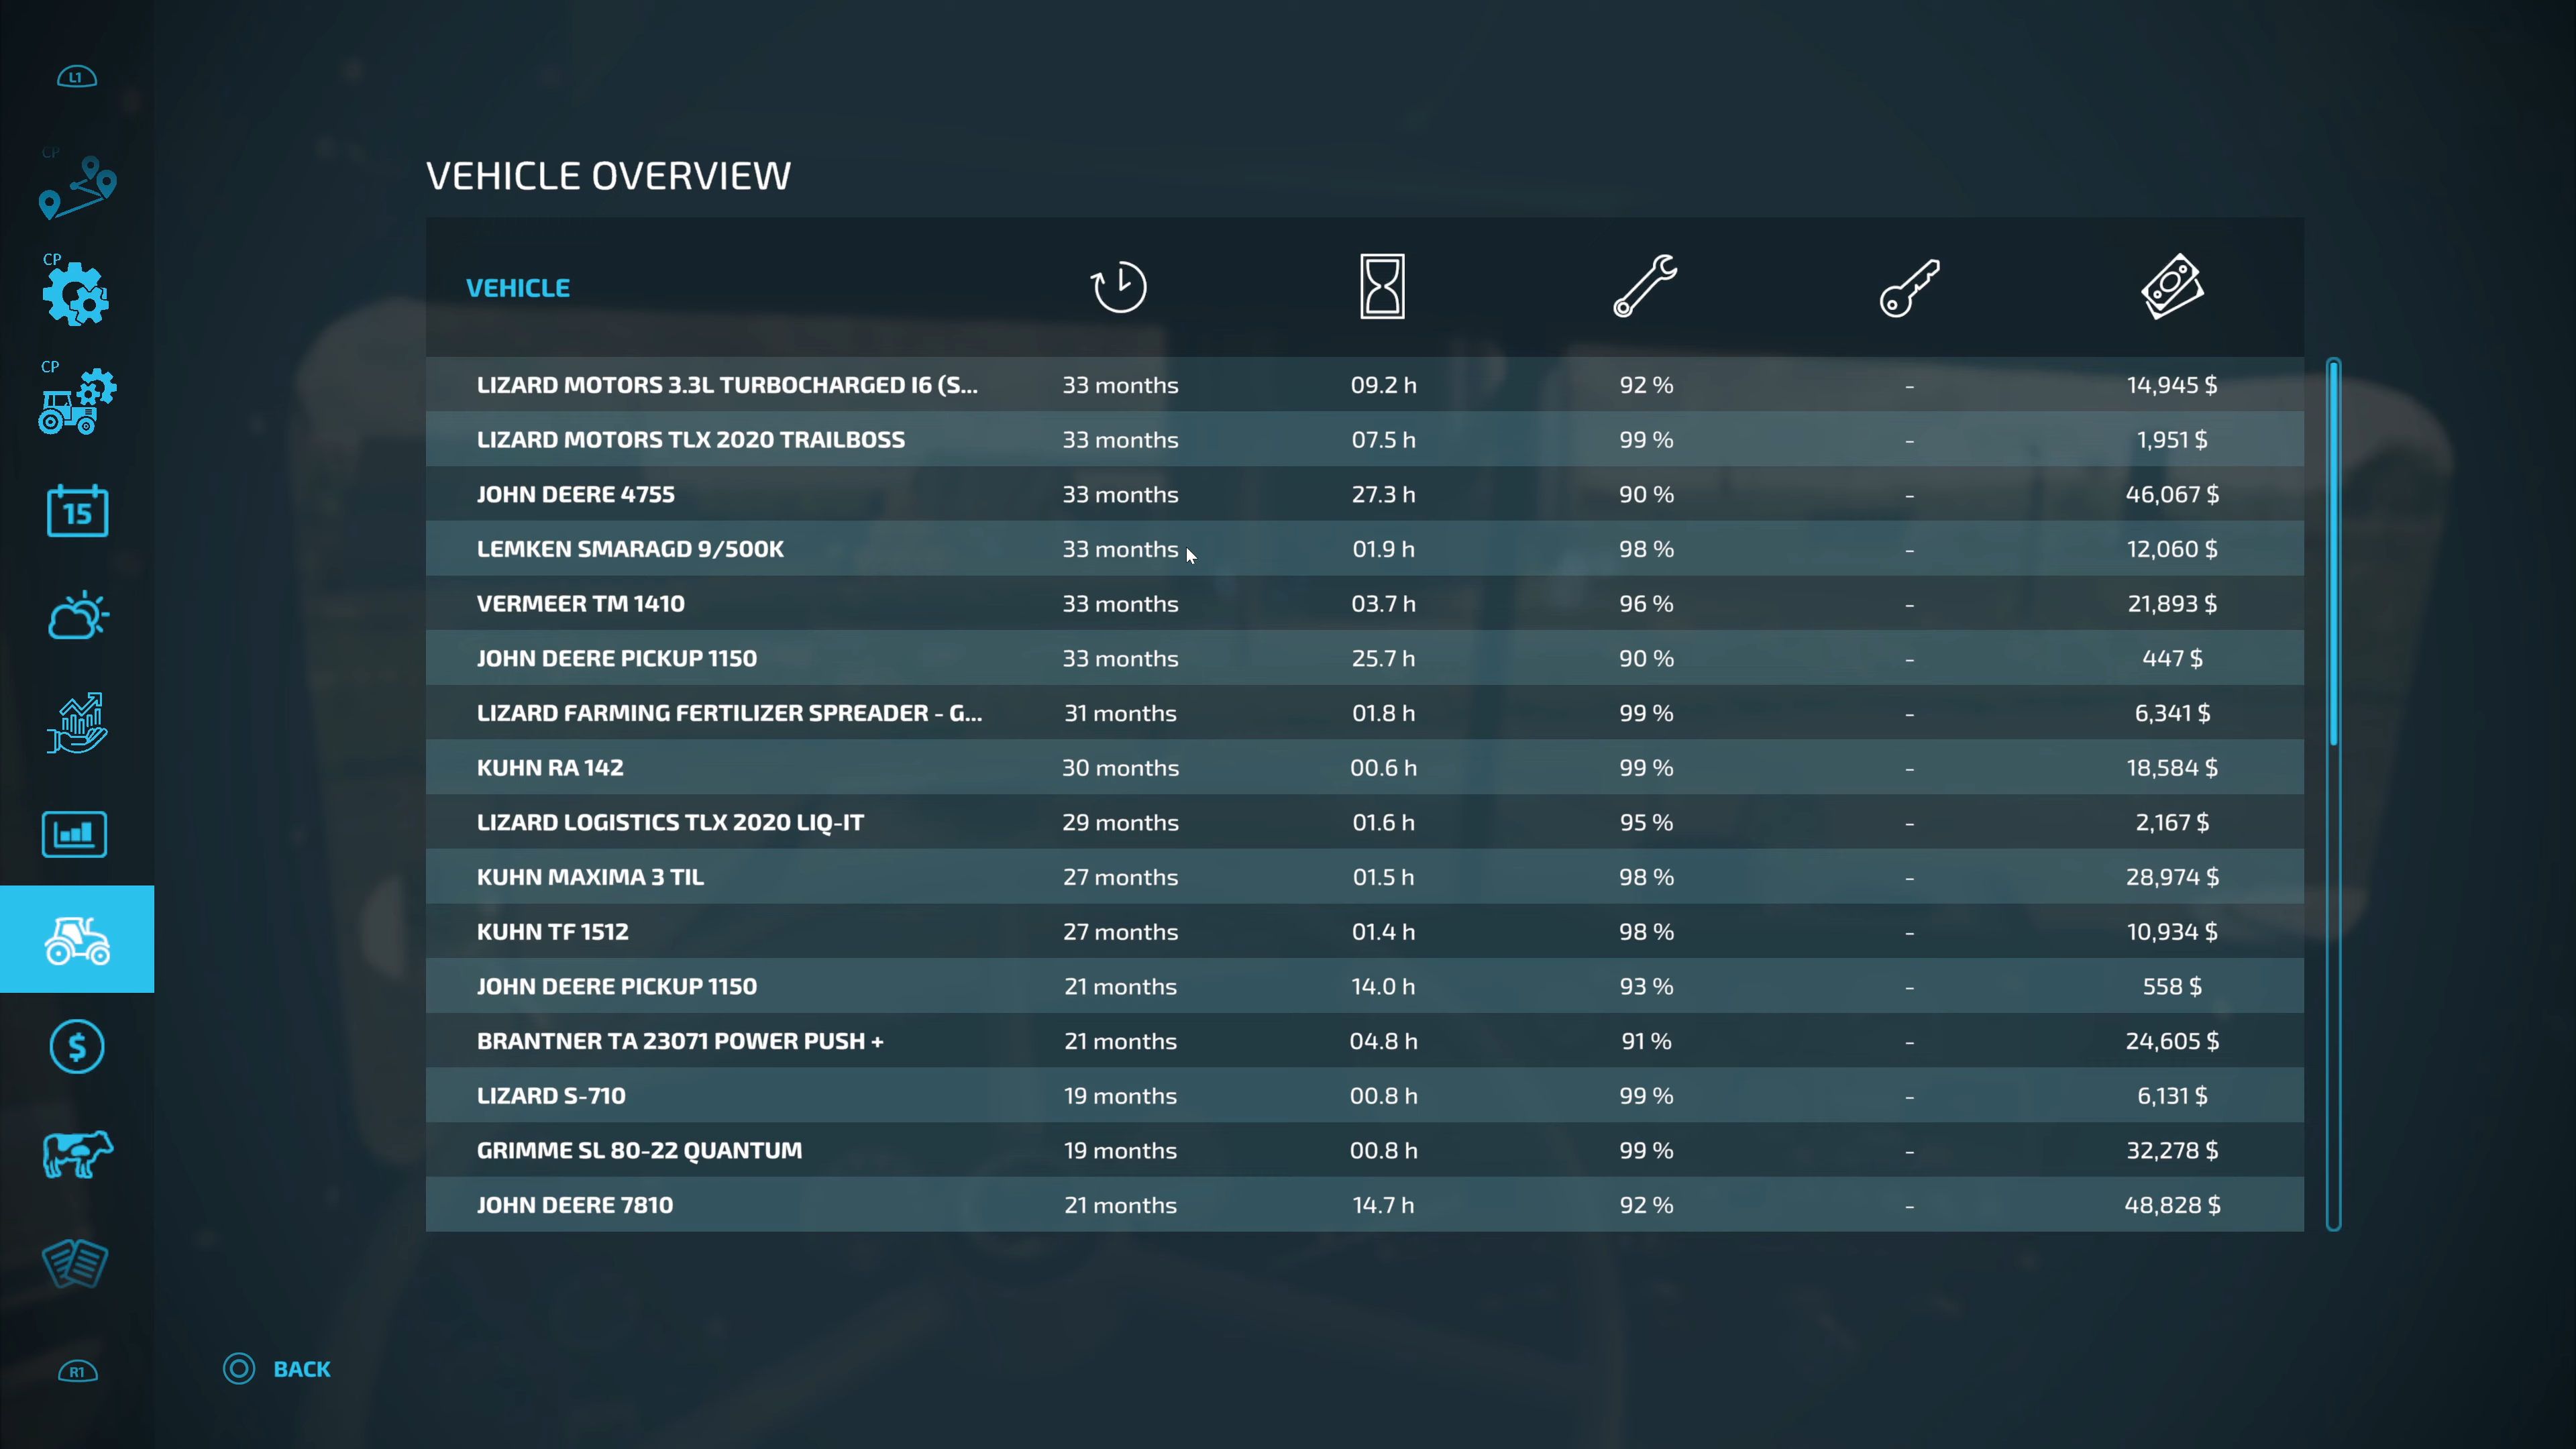 L1
CP
CP
CP
15
R1
VEHICLE OVERVIEW
VEHICLE
LIZARD MOTORS 3.3L TURBOCHARGED I6 (S... 33 months 09.2 h 92 % - 14,945 $
LIZARD MOTORS TLX 2020 TRAILBOSS 33 months 07.5 h 99 % - 1,951 $
JOHN DEERE 4755 33 months 27.3 h 90 % - 46,067 $
LEMKEN SMARAGD 9/500K 33 months 01.9 h 98 % - 12,060 $
VERMEER TM 1410 33 months 03.7 h 96 % - 21,893 $
JOHN DEERE PICKUP 1150 33 months 25.7 h 90 % - 447 $
LIZARD FARMING FERTILIZER SPREADER - G... 31 months 01.8 h 99 % - 6,341 $
KUHN RA 142 30 months 00.6 h 99 % - 18,584 $
LIZARD LOGISTICS TLX 2020 LIQ-IT 29 months 01.6 h 95 % - 2,167 $
KUHN MAXIMA 3 TIL 27 months 01.5 h 98 % - 28,974 $
KUHN TF 1512 27 months 01.4 h 98 % - 10,934 $
JOHN DEERE PICKUP 1150 21 months 14.0 h 93 % - 558 $
BRANTNER TA 23071 POWER PUSH + 21 months 04.8 h 91 % - 24,605 $
LIZARD S-710 19 months 00.8 h 99 % - 6,131 $
GRIMME SL 80-22 QUANTUM 19 months 00.8 h 99 % - 32,278 $
JOHN DEERE 7810 21 months 14.7 h 92 % - 48,828 $
BACK